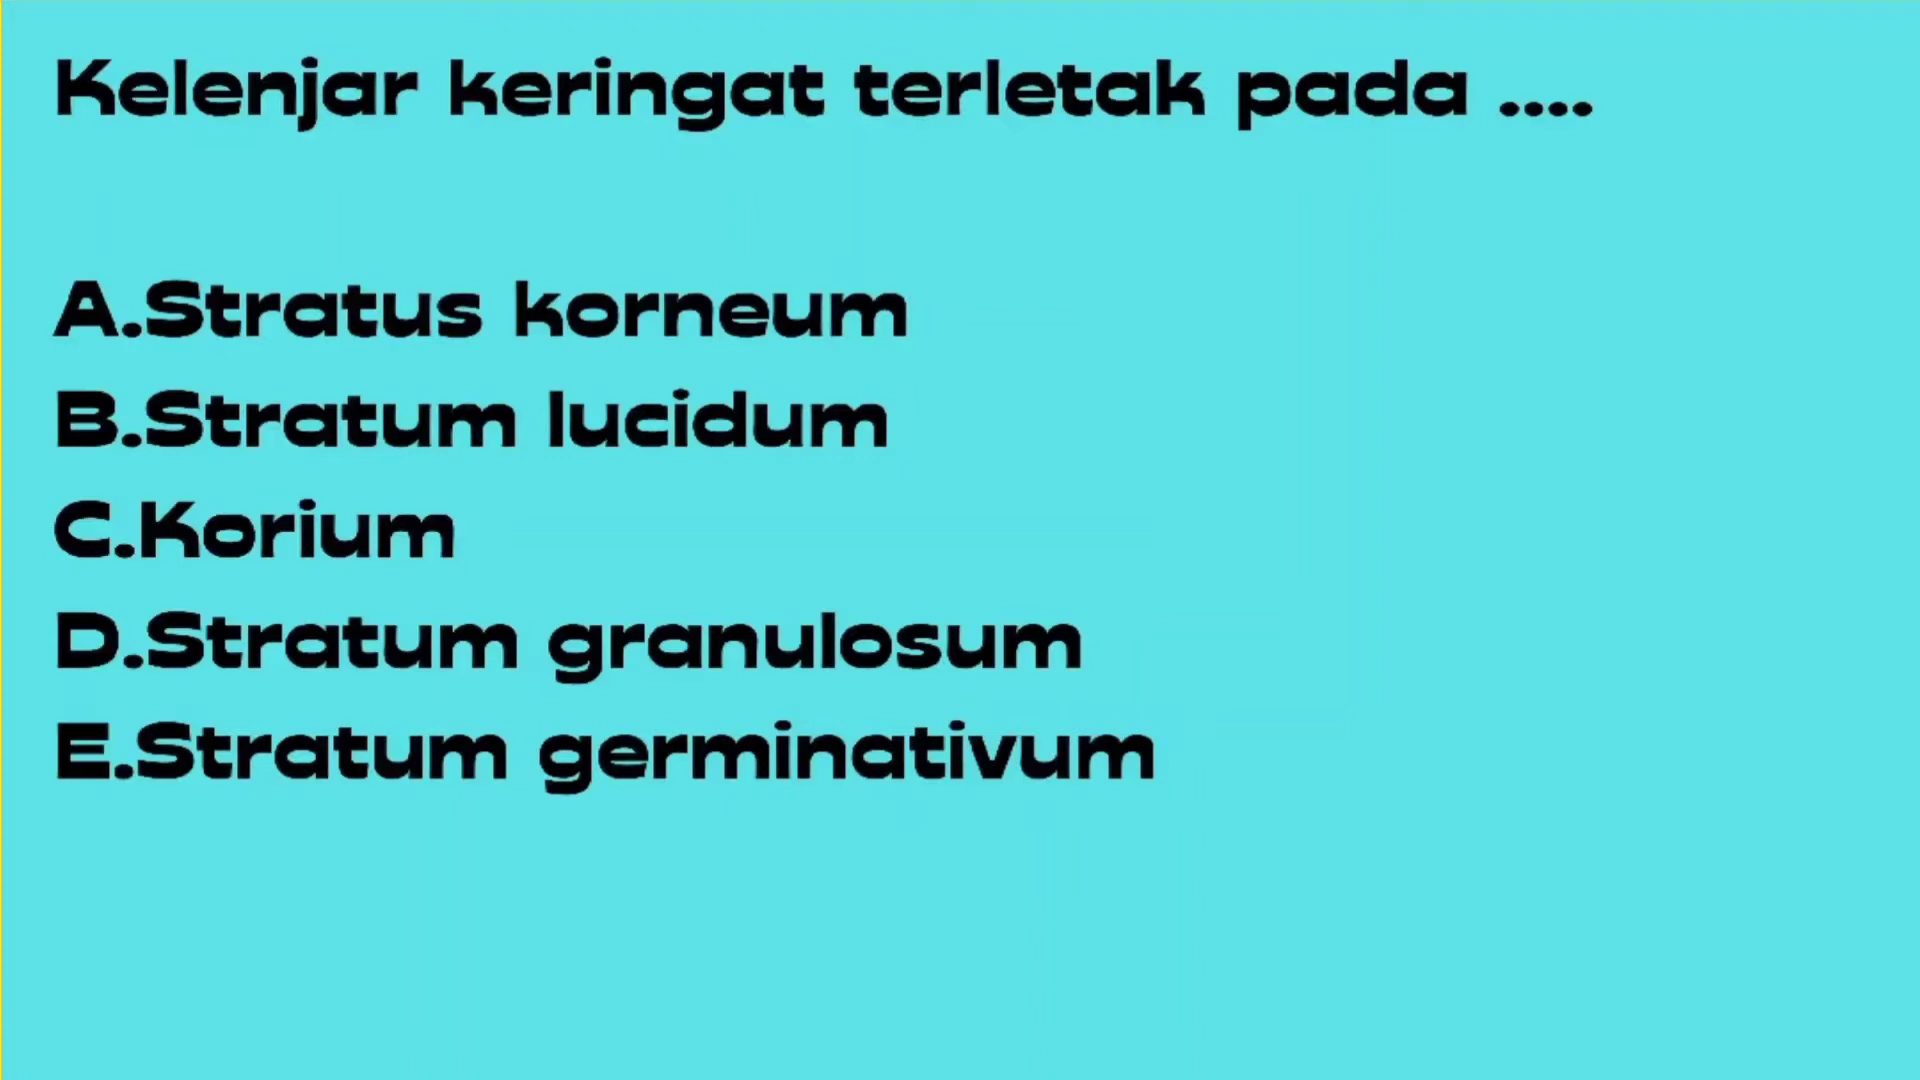 Kelenjar keringat terletak pada ....
A.Stratus korneum
B.Stratum lucidum
C.Korium
D.Stratum granulosum
E.Stratum germinativum